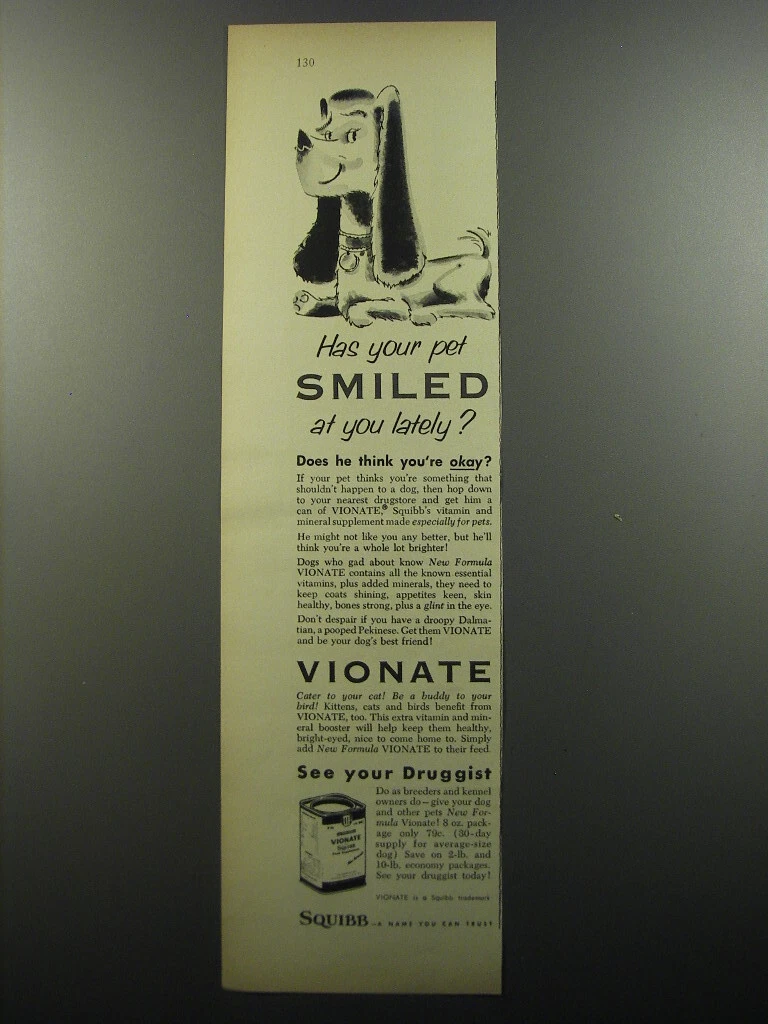 130
Has your pet
SMILED
at you lately?
Does he think you're okay?
If your pet thinks you're something that
shouldn't happen to a dog, then hop down
to your nearest drugstore and get him a
can of VIONATE,® Squibb's vitamin and
mineral supplement made especially for pets.
He might not like you any better, but he'll
think you're a whole lot brighter!
Dogs who gad about know New Formula
VIONATE contains all the known essential
vitamins, plus added minerals, they need to
keep coats shining, appetites keen, skin
healthy, bones strong, plus a glint in the eye.
Don't despair if you have a droopy Dalma-
tian, a pooped Pekinese. Get them VIONATE
and be your dog's best friend!
VIONATE
Cater to your cat! Be a buddy to your
bird! Kittens, cats and birds benefit from
VIONATE, too. This extra vitamin and min-
eral booster will help keep them healthy,
bright-eyed, nice to come home to. Simply
add New Formula VIONATE to their feed.
See your Druggist
Do as breeders and kennel
owners do—give your dog
and other pets New For-
mula Vionate! 8 oz. pack-
age only 79c. (30-day
supply for average-size
dog) Save on 2-lb. and
10-lb. economy packages.
See your druggist today!
VIONATE
VIONATE is a Squibb trademark
SQUIBB—A NAME YOU CAN TRUST